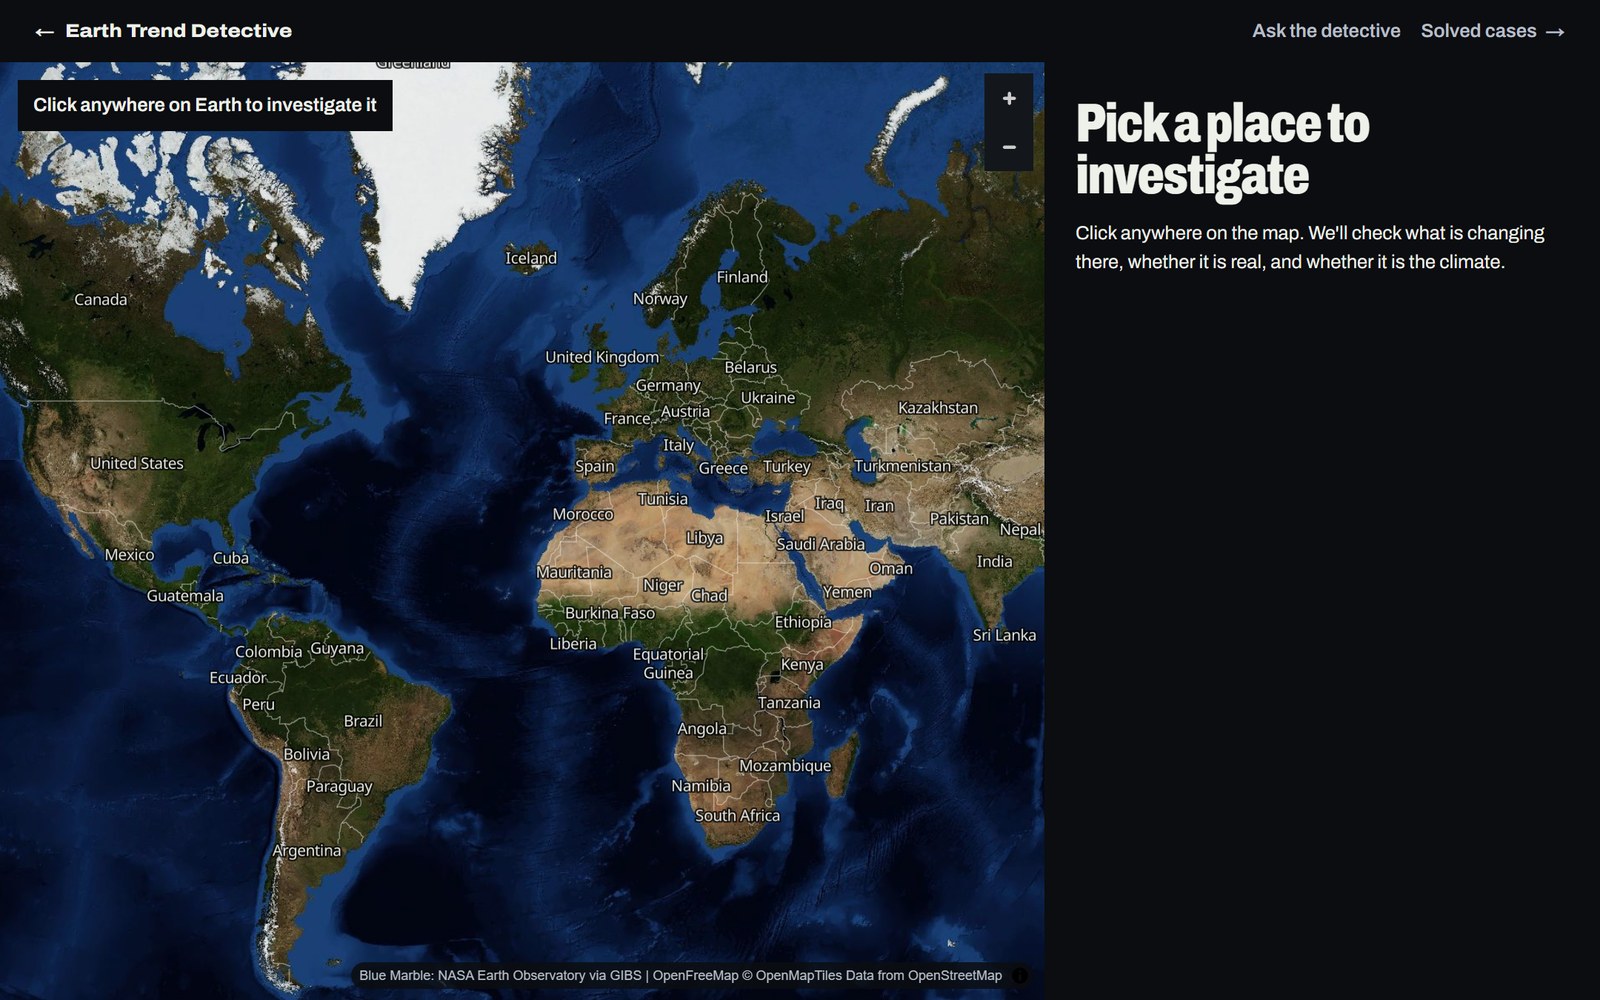 ← Earth Trend Detective
Ask the detective
Solved cases →
Greenland
Click anywhere on Earth to investigate it
+
−
Pick a place to
investigate
Click anywhere on the map. We'll check what is changing
there, whether it is real, and whether it is the climate.
Iceland
Finland
Norway
Canada
United Kingdom
Belarus
Germany
Ukraine
Kazakhstan
France
Austria
Italy
United States
Spain
Greece
Turkey
Turkmenistan
Tunisia
Morocco
Israel
Iraq
Iran
Pakistan
Nepal
Libya
Saudi Arabia
Mexico
Cuba
India
Mauritania
Oman
Niger
Chad
Yemen
Guatemala
Burkina Faso
Ethiopia
Sri Lanka
Liberia
Colombia
Guyana
Equatorial
Guinea
Kenya
Ecuador
Peru
Tanzania
Brazil
Angola
Bolivia
Mozambique
Paraguay
Namibia
South Africa
Argentina
Blue Marble: NASA Earth Observatory via GIBS | OpenFreeMap © OpenMapTiles Data from OpenStreetMap